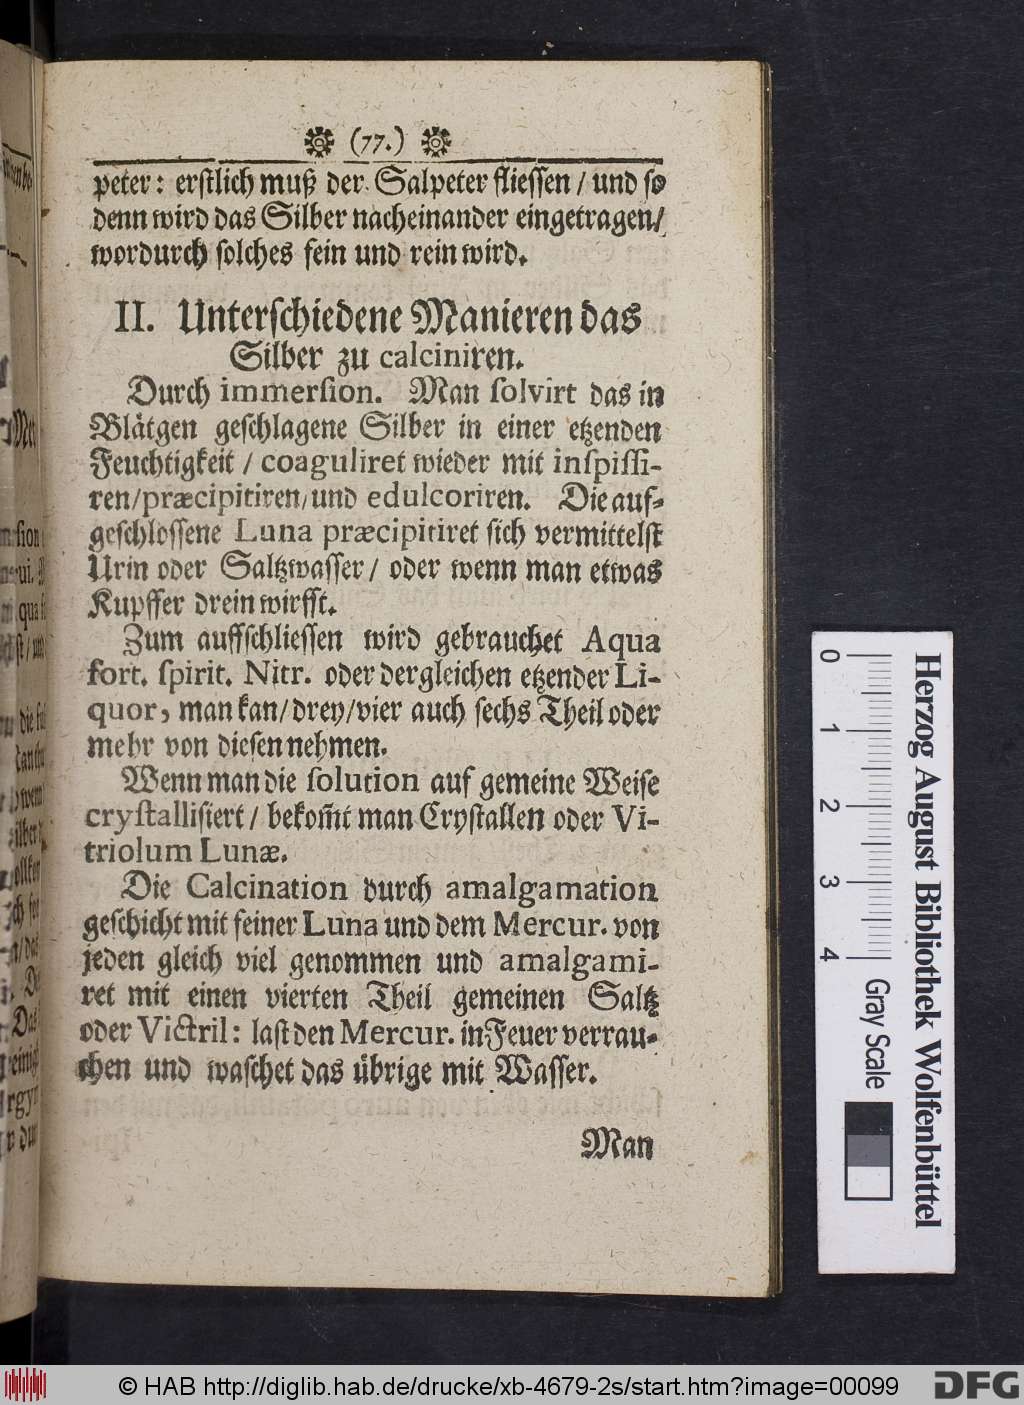 (77.)
peter: erstlich muß der Salpeter fliessen / und so
denn wird das Silber nacheinander eingetragen/
wordurch solches fein und rein wird.
II. Unterschiedene Manieren das
Silber zu calciniren.
Durch immersion. Man solvirt das in
Blätgen geschlagene Silber in einer etzenden
Feuchtigkeit / coaguliret wieder mit inspissi-
ren/præcipitiren/und edulcoriren. Die auf-
geschlossene Luna præcipitiret sich vermittelst
Urin oder Saltzwasser/ oder wenn man etwas
Kupffer drein wirfft.
Zum auffschliessen wird gebrauchet Aqua
fort. spirit. Nitr. oder dergleichen etzender Li-
quor, man kan/drey/vier auch sechs Theil oder
mehr von diesen nehmen.
Wenn man die solution auf gemeine Weise
crystallisiert/ bekom̃t man Crystallen oder Vi-
triolum Lunæ.
Die Calcination durch amalgamation
geschicht mit feiner Luna und dem Mercur. von
jeden gleich viel genommen und amalgami-
ret mit einen vierten Theil gemeinen Saltz
oder Victril: last den Mercur. in Feuer verrau-
chen und waschet das übrige mit Wasser.
Man
Herzog August Bibliothek Wolfenbüttel
0 1 2 3 4 Gray Scale
© HAB http://diglib.hab.de/drucke/xb-4679-2s/start.htm?image=00099
DFG